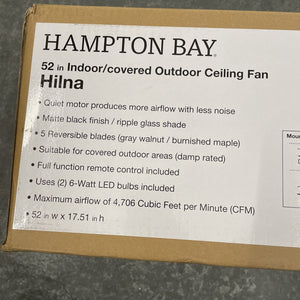 HAMPTON BAY®
52 in Indoor/covered Outdoor Ceiling Fan
Hilna
• Quiet motor produces more airflow with less noise
• Matte black finish / ripple glass shade
• 5 Reversible blades (gray walnut / burnished maple)
• Suitable for covered outdoor areas (damp rated)
• Full function remote control included
• Uses (2) 6-Watt LED bulbs included
• Maximum airflow of 4,706 Cubic Feet per Minute (CFM)
• 52 in w x 17.51 in h
Moun